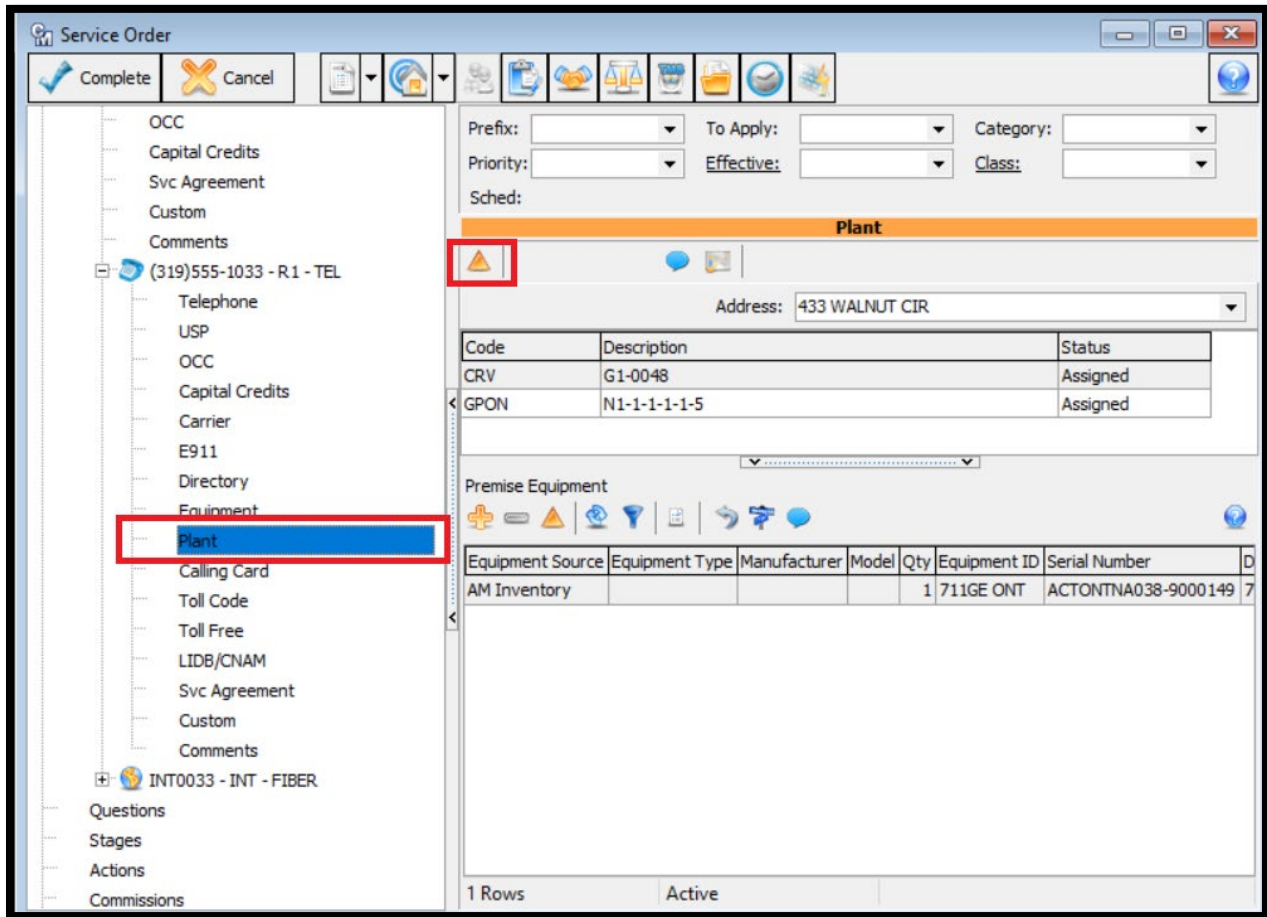 Service Order
Complete Cancel
OCC
Capital Credits
Svc Agreement
Custom
Comments
(319)555-1033 - R1 - TEL
Telephone
USP
OCC
Capital Credits
Carrier
E911
Directory
Equipment
Plant
Calling Card
Toll Code
Toll Free
LIDB/CNAM
Svc Agreement
Custom
Comments
INT0033 - INT - FIBER
Questions
Stages
Actions
Commissions
Prefix: To Apply: Category:
Priority: Effective: Class:
Sched:
Plant
Address: 433 WALNUT CIR
Code Description Status
CRV G1-0048 Assigned
GPON N1-1-1-1-1-5 Assigned
Premise Equipment
Equipment Source Equipment Type Manufacturer Model Qty Equipment ID Serial Number D
AM Inventory 1 711GE ONT ACTONTNA038-9000149 7
1 Rows Active